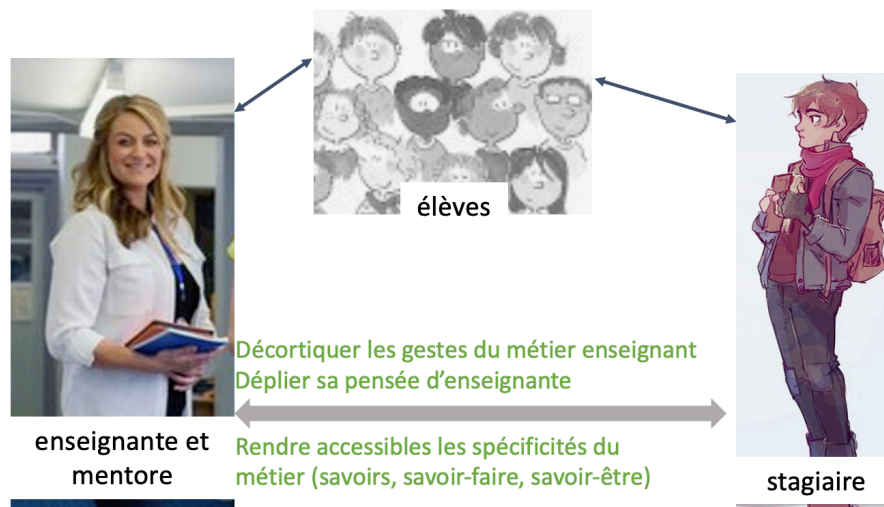 élèves
Décortiquer les gestes du métier enseignant
Déplier sa pensée d’enseignante
enseignante et
mentore
Rendre accessibles les spécificités du
métier (savoirs, savoir-faire, savoir-être)
stagiaire